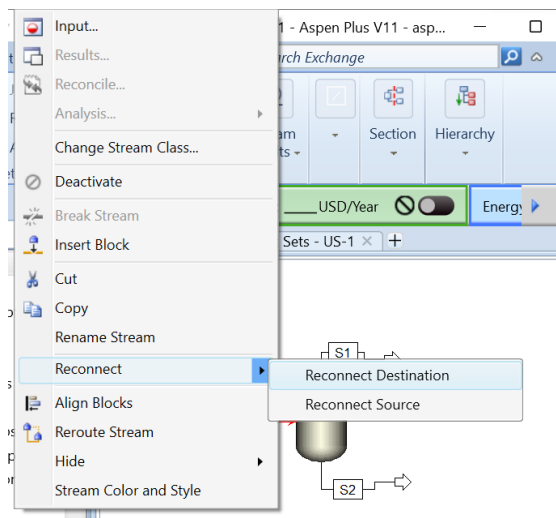 Input...
Results...
Reconcile...
Analysis...
Change Stream Class...
Deactivate
Break Stream
Insert Block
Cut
Copy
Rename Stream
Reconnect
Align Blocks
Reroute Stream
Hide
Stream Color and Style
- Aspen Plus V11 - asp...
rch Exchange
am
ts
Section
Hierarchy
USD/Year
Energy
Sets - US-1
S1
Reconnect Destination
Reconnect Source
S2